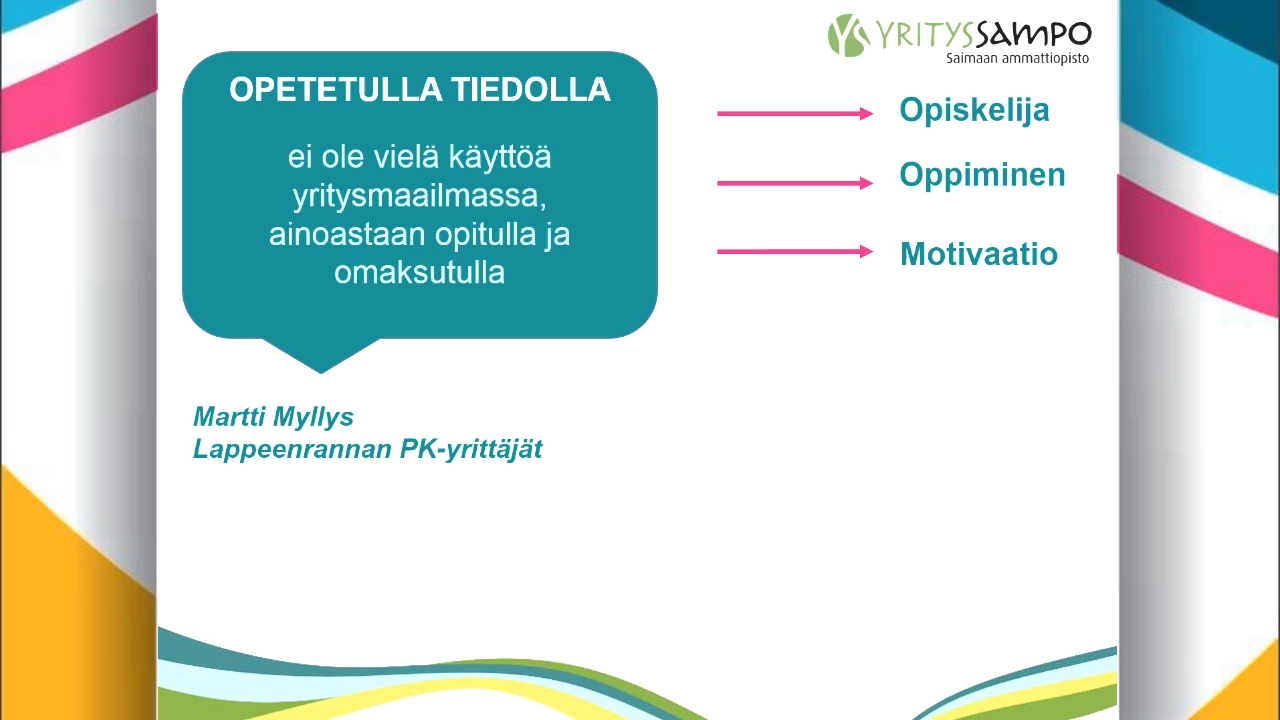 YRITYSSAMPO
Saimaan ammattiopisto
OPETETULLA TIEDOLLA
ei ole vielä käyttöä
yritysmaailmassa,
ainoastaan opitulla ja
omaksutulla
Opiskelija
Oppiminen
Motivaatio
Martti Myllys
Lappeenrannan PK-yrittäjät